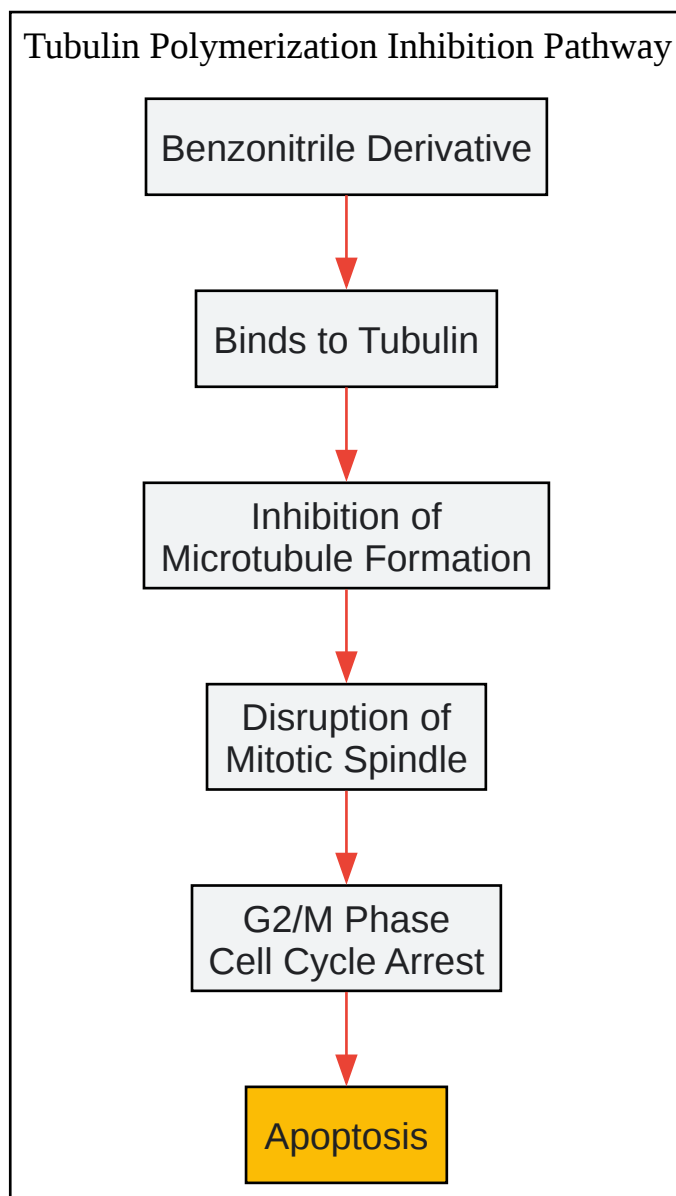 Tubulin Polymerization Inhibition Pathway
Benzonitrile Derivative
Binds to Tubulin
Inhibition of
Microtubule Formation
Disruption of
Mitotic Spindle
G2/M Phase
Cell Cycle Arrest
Apoptosis